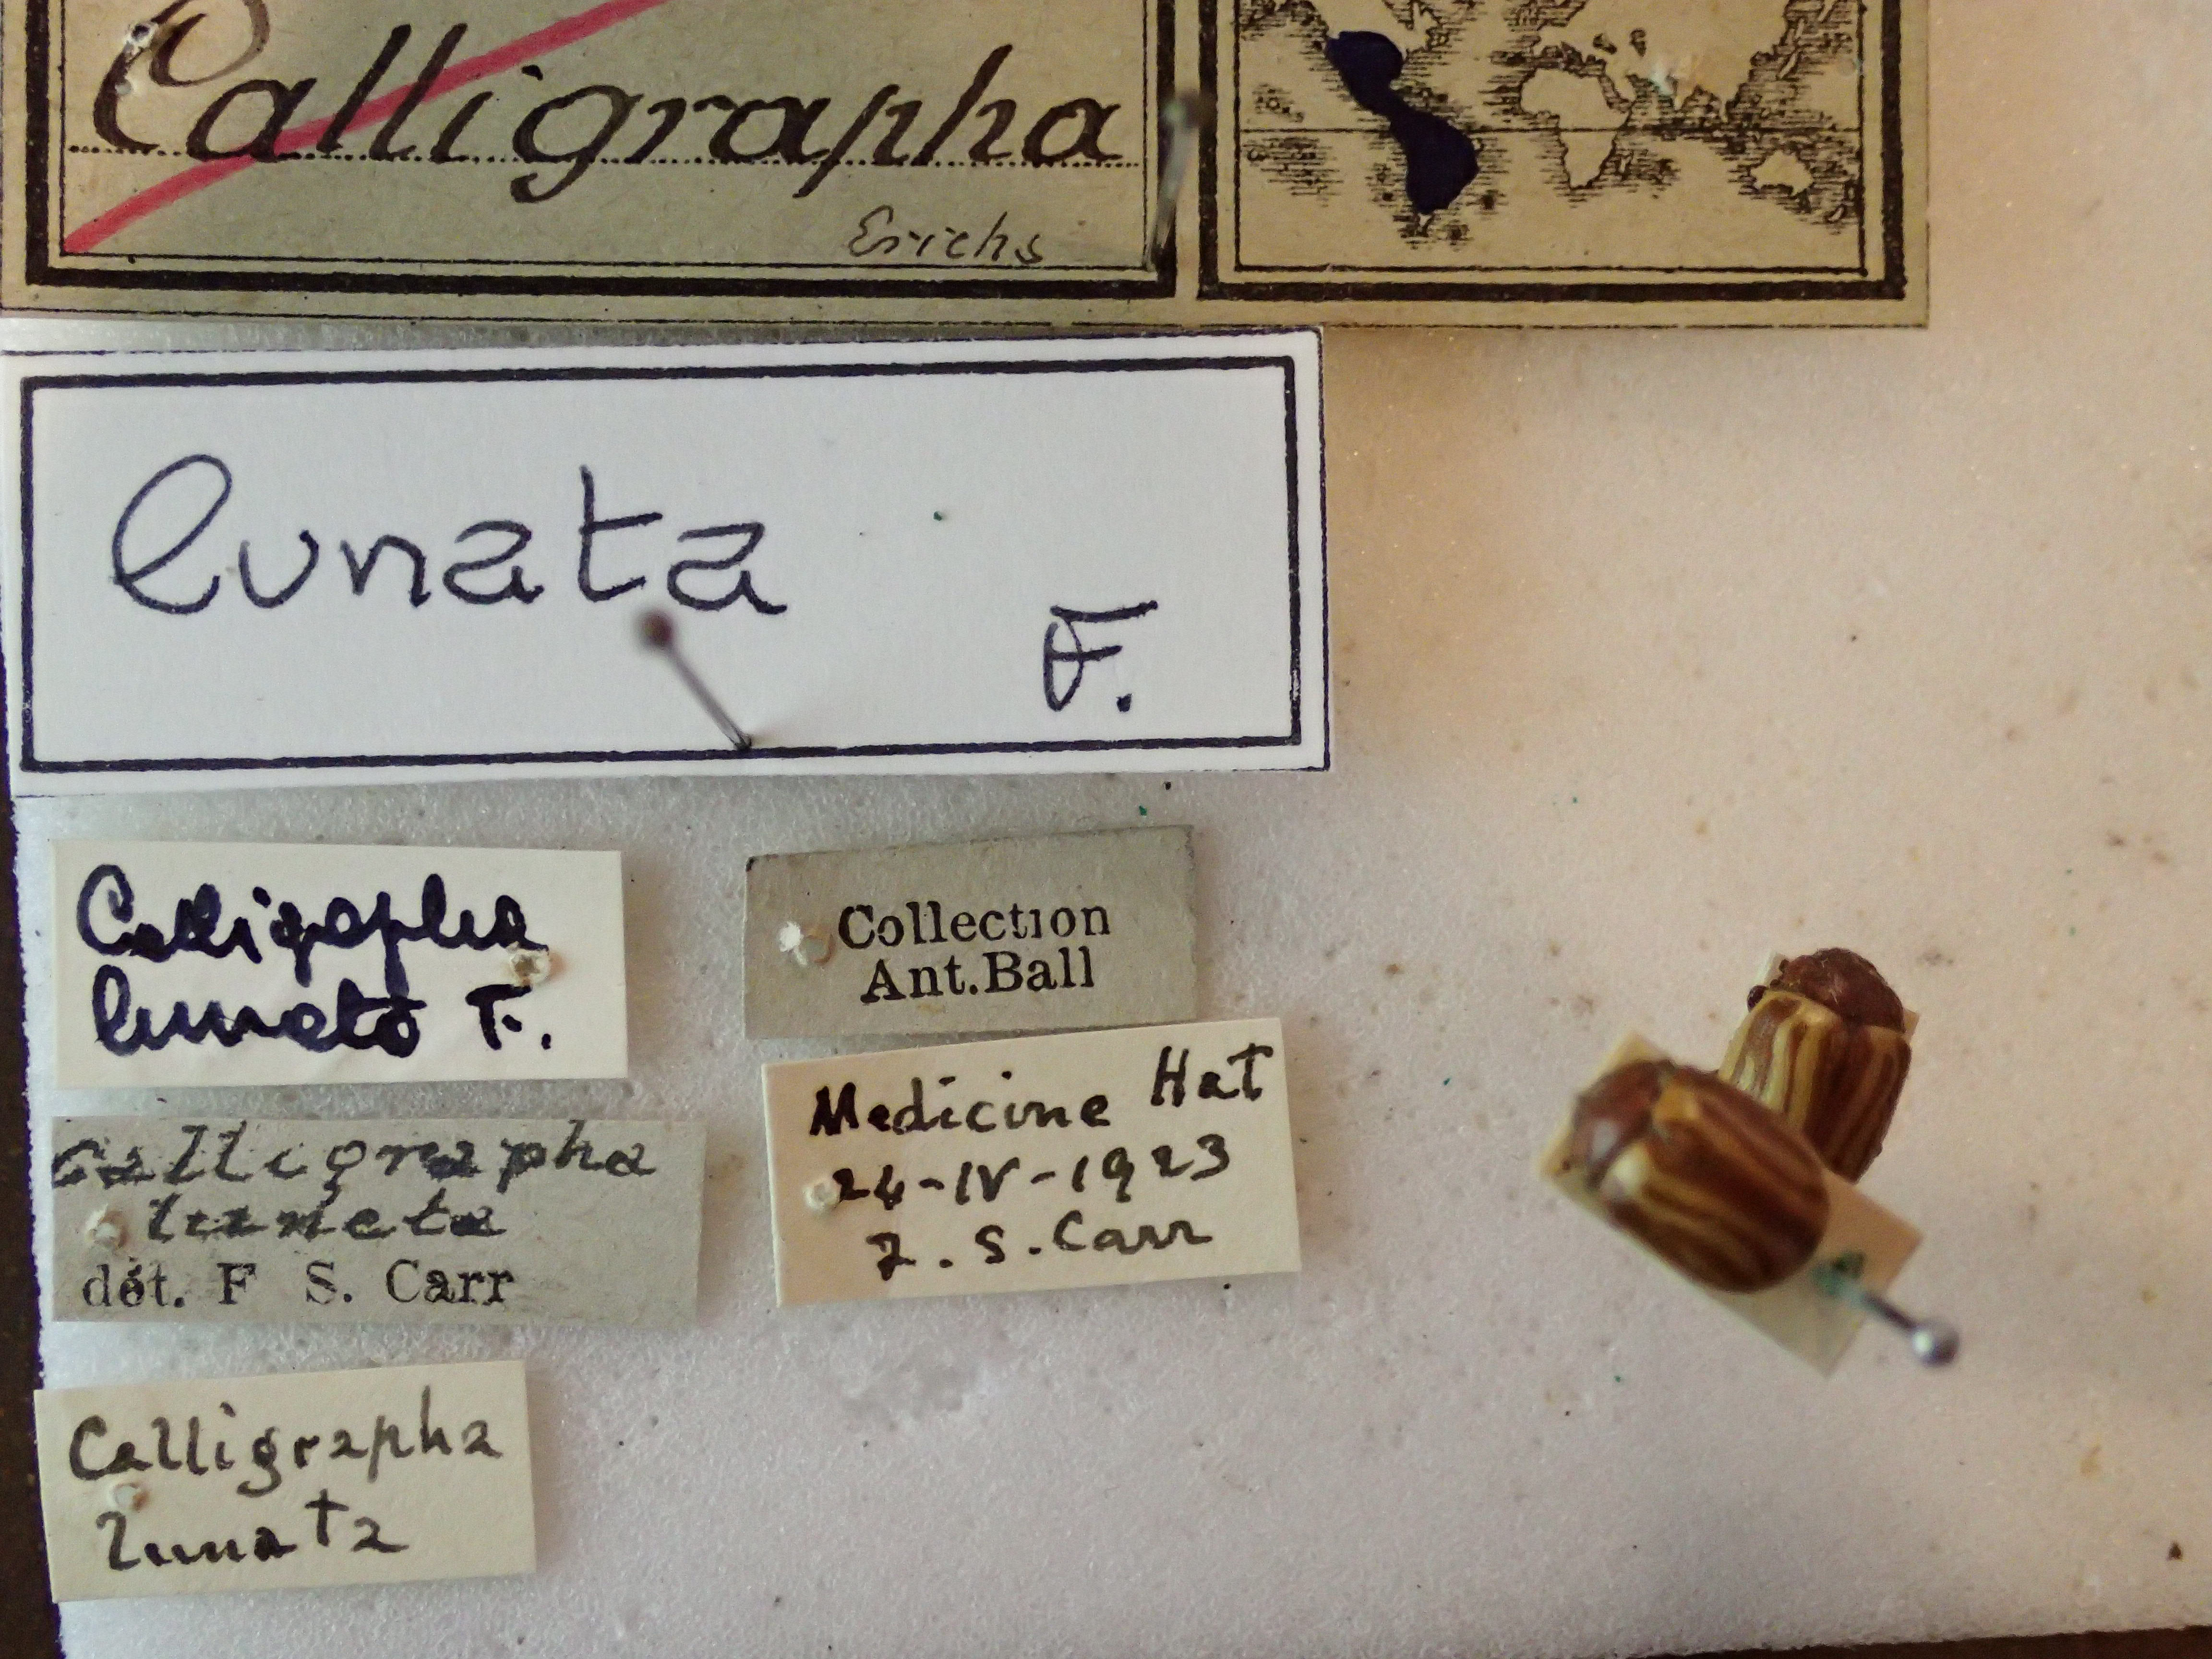 Calligrapha
Erichs
lunata
F.
Calligrapha
lunata F.
Calligrapha
luneta
dét. F S. Carr
Calligrapha
lunata
Collection
Ant.Ball
Medicine Hat
24-IV-1923
F. S. Carr